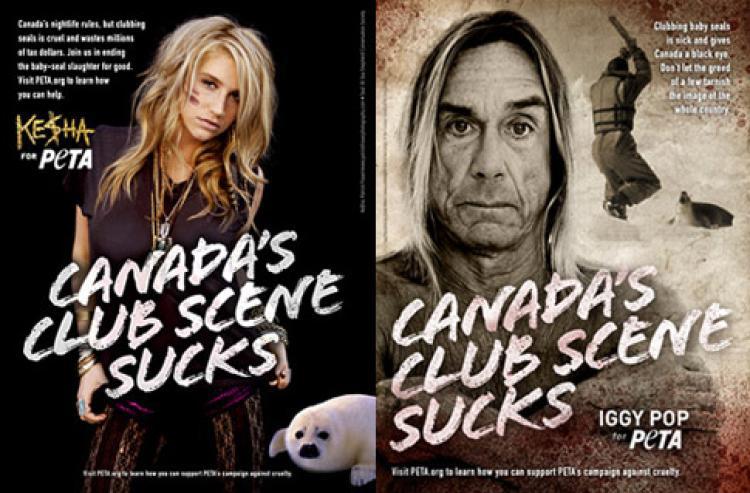 Canada's nightlife rules, but clubbing
seals is cruel and wastes millions
of tax dollars. Join us in ending
the baby-seal slaughter for good.
Visit PETA.org to learn how
you can help.
KE$HA
FOR PETA
CANADA'S
CLUB SCENE
SUCKS
Visit PETA.org to learn how you can support PETA's campaign against cruelty.
Clubbing baby seals
is sick and gives
Canada a black eye.
Don't let the greed
of a few tarnish
the image of the
whole country.
CANADA'S
CLUB SCENE
SUCKS
IGGY POP
for PETA
Visit PETA.org to learn how you can support PETA's campaign against cruelty.